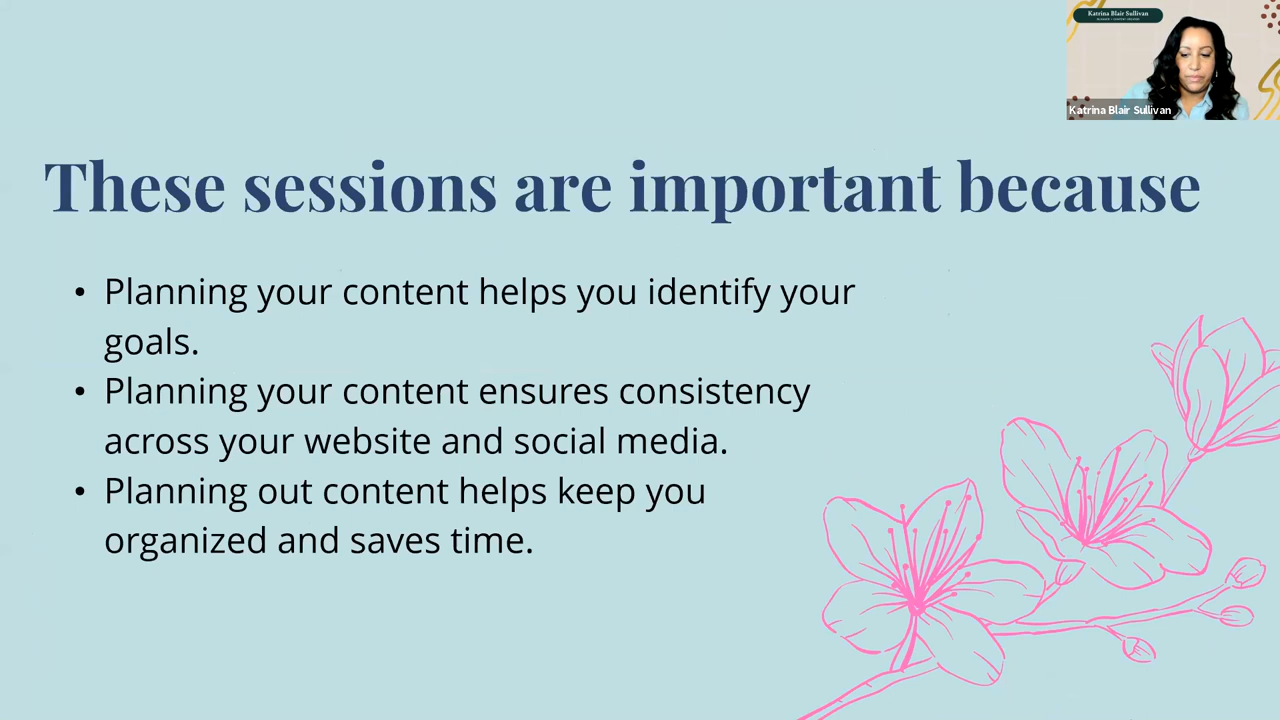 Katrina Blair Sullivan
Katrina Blair Sullivan
These sessions are important because
• Planning your content helps you identify your
goals.
• Planning your content ensures consistency
across your website and social media.
• Planning out content helps keep you
organized and saves time.